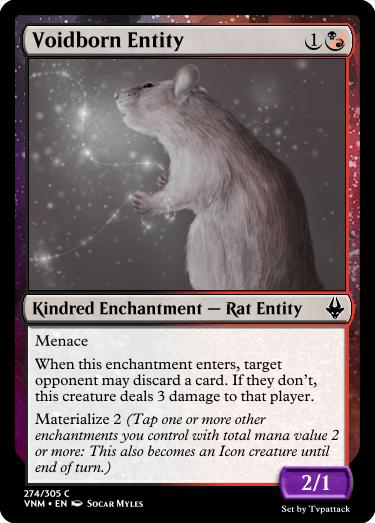 Voidborn Entity 1
Kindred Enchantment — Rat Entity
Menace
When this enchantment enters, target
opponent may discard a card. If they don't,
this creature deals 3 damage to that player.
Materialize 2 (Tap one or more other
enchantments you control with total mana value 2
or more: This also becomes an Icon creature until
end of turn.)
2/1
274/305 C
VNM • EN Socar Myles
Set by Tvpattack